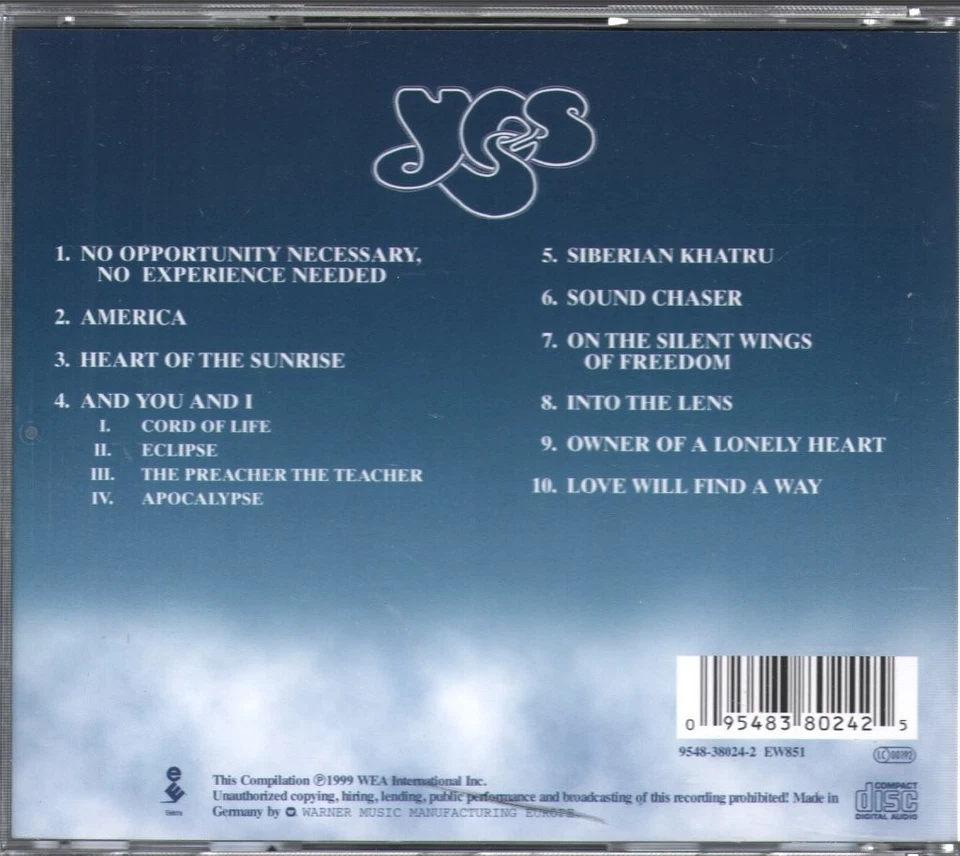 yes
1. NO OPPORTUNITY NECESSARY,
NO EXPERIENCE NEEDED
2. AMERICA
3. HEART OF THE SUNRISE
4. AND YOU AND I
I. CORD OF LIFE
II. ECLIPSE
III. THE PREACHER THE TEACHER
IV. APOCALYPSE
5. SIBERIAN KHATRU
6. SOUND CHASER
7. ON THE SILENT WINGS
OF FREEDOM
8. INTO THE LENS
9. OWNER OF A LONELY HEART
10. LOVE WILL FIND A WAY
0 95483 80242 5
9548-38024-2 EW851
LC 00192
This Compilation ℗1999 WEA International Inc.
Unauthorized copying, hiring, lending, public performance and broadcasting of this recording prohibited! Made in
Germany by WARNER MUSIC MANUFACTURING EUROPE.
COMPACT
disc
DIGITAL AUDIO